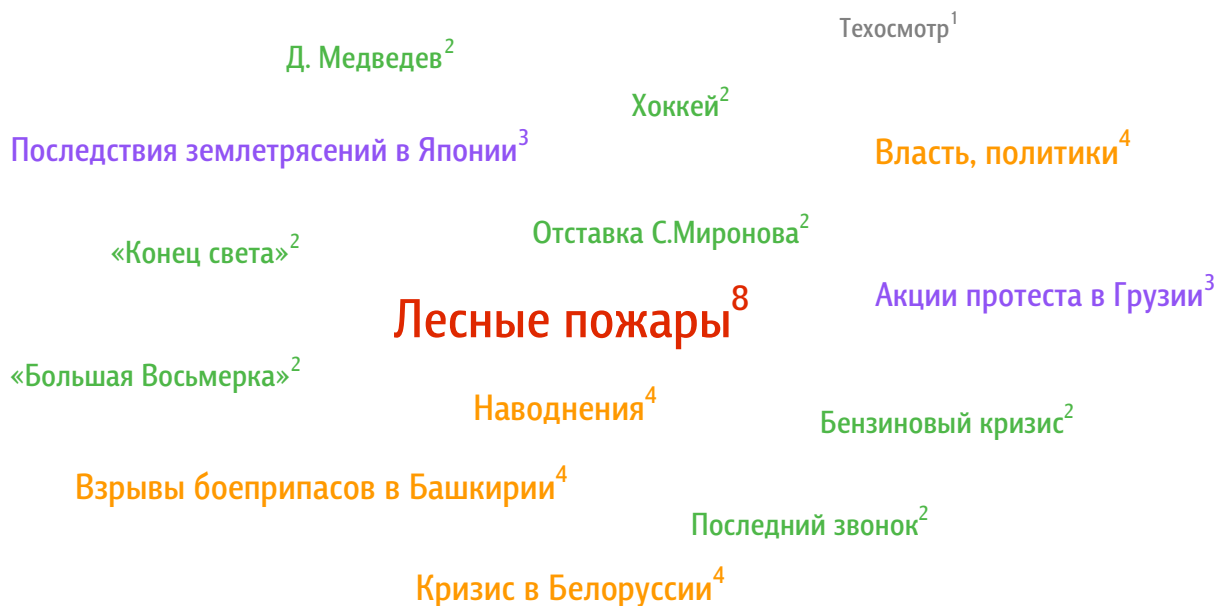 Техосмотр¹
Д. Медведев²
Хоккей²
Последствия землетрясений в Японии³
Власть, политики⁴
Отставка С.Миронова²
«Конец света»²
Акции протеста в Грузии³
Лесные пожары⁸
«Большая Восьмерка»²
Наводнения⁴
Бензиновый кризис²
Взрывы боеприпасов в Башкирии⁴
Последний звонок²
Кризис в Белоруссии⁴